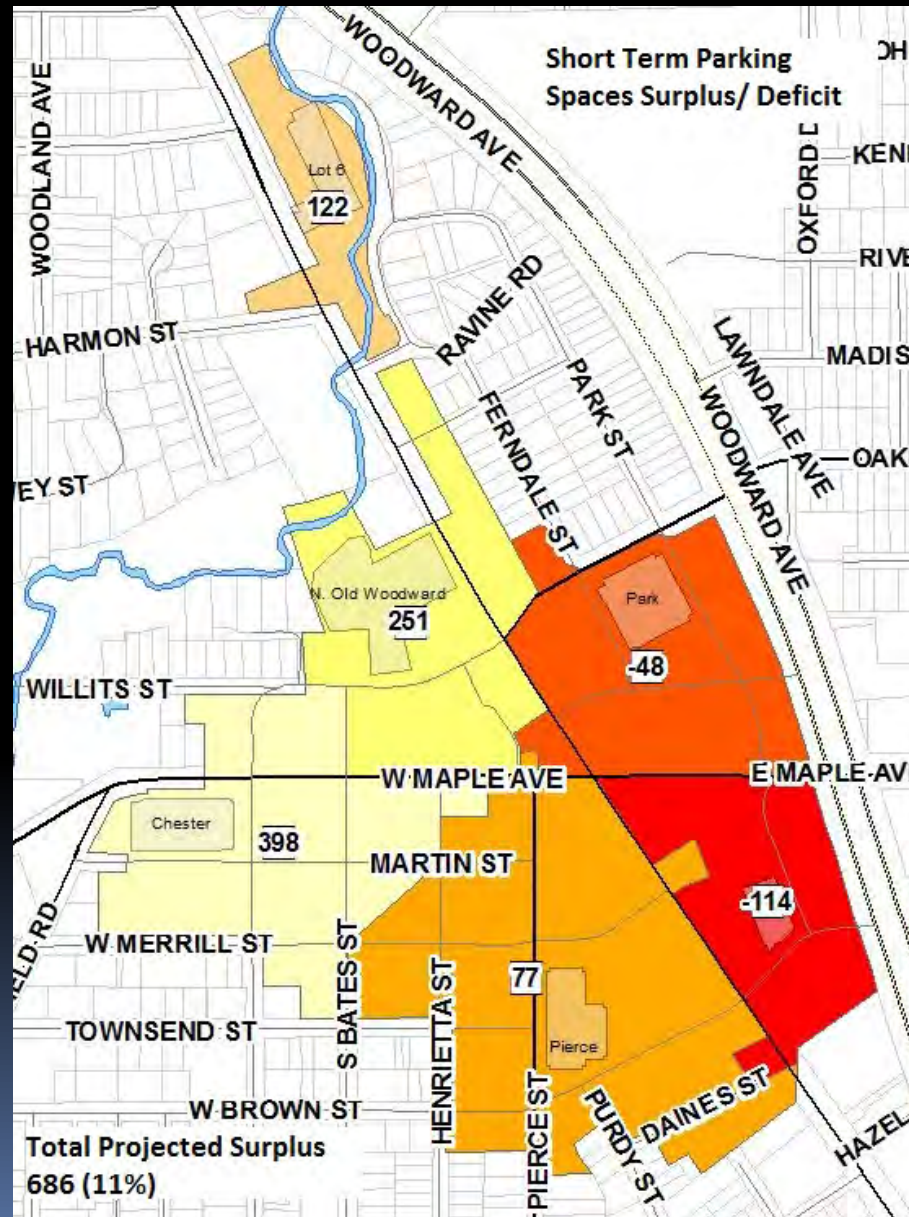 WOODWARD AVE
Short Term Parking
Spaces Surplus/ Deficit
WOODLAND AVE
Lot 6
122
OXFORD
KEN
RIVE
RAVINE RD
HARMON ST
LAWNDALE AVE
MADIS
PARK ST
FERNDALE ST
WOODWARD AVE
OAK
EY ST
N. Old Woodward
251
Park
-48
WILLITS ST
W MAPLE AVE
E MAPLE AV
Chester
398
MARTIN ST
-114
ELD RD
W MERRILL ST
S BATES ST
HENRIETTA ST
77
TOWNSEND ST
Pierce
PIERCE ST
W BROWN ST
PURDY ST
DAINES ST
HAZEL
Total Projected Surplus
686 (11%)